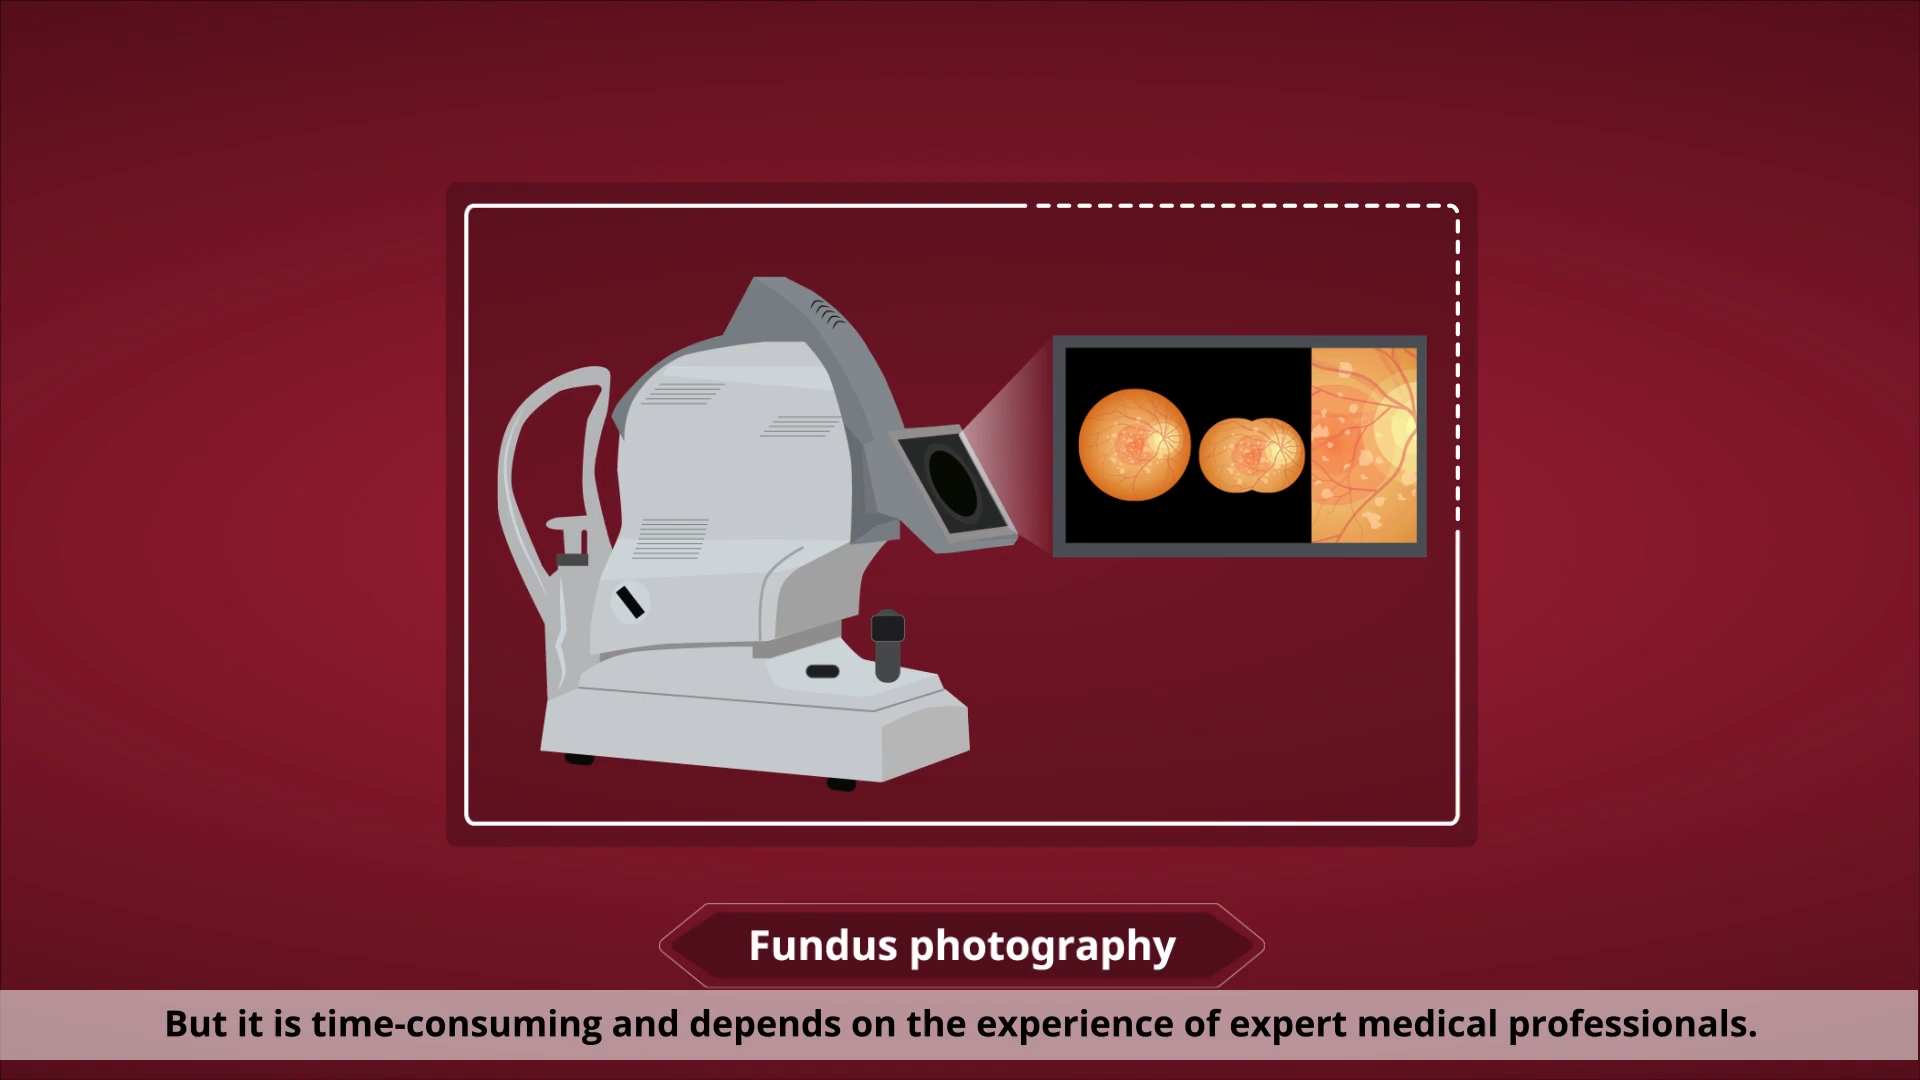 Fundus photography
But it is time-consuming and depends on the experience of expert medical professionals.